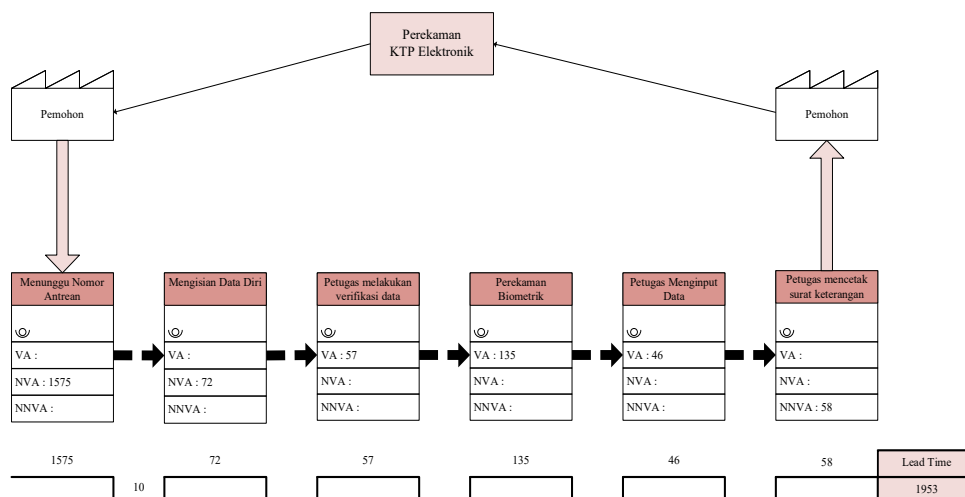 Perekaman
KTP Elektronik
Pemohon
Pemohon
Menunggu Nomor
Antrean
VA :
NVA : 1575
NNVA :
Mengisian Data Diri
VA :
NVA : 72
NNVA :
Petugas melakukan
verifikasi data
VA : 57
NVA :
NNVA :
Perekaman
Biometrik
VA : 135
NVA :
NNVA :
Petugas Menginput
Data
VA : 46
NVA :
NNVA :
Petugas mencetak
surat keterangan
VA :
NVA :
NNVA : 58
1575
72
57
135
46
58
Lead Time
10
1953